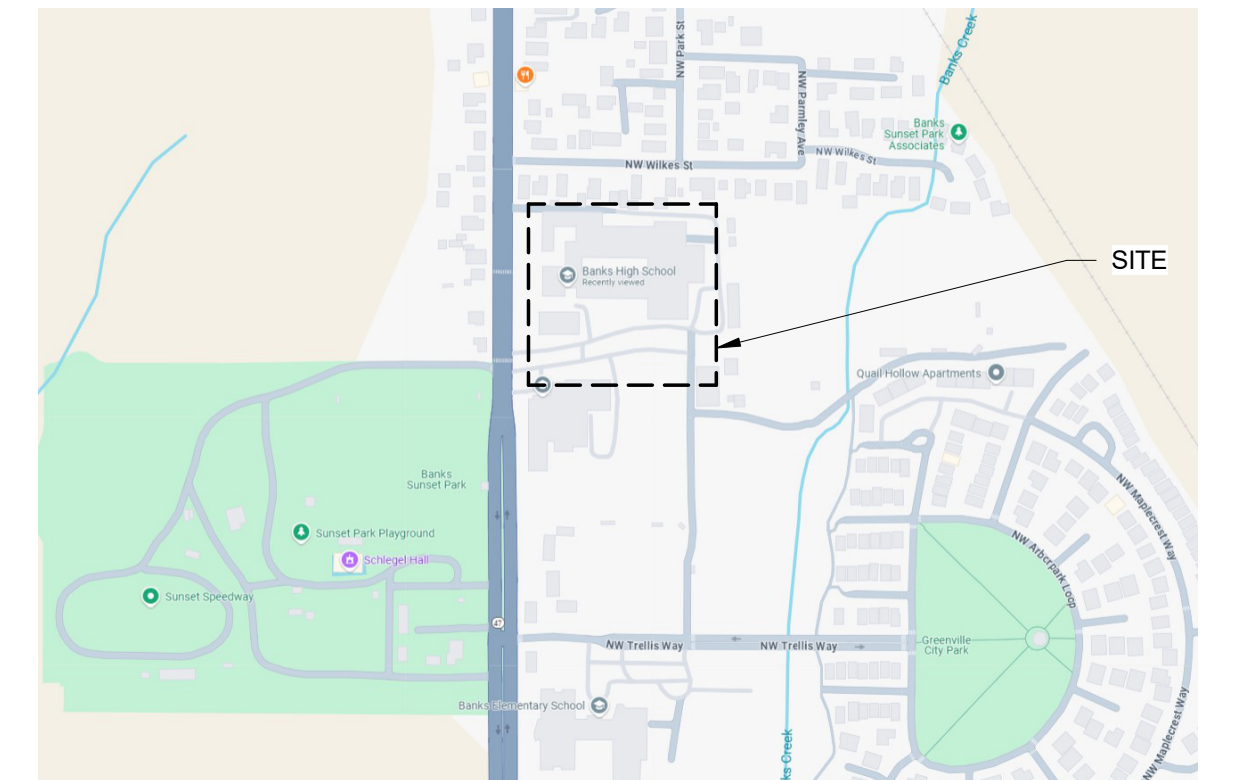 NW Park St
Banks Creek
NW Parmley Ave
Banks
Sunset Park
Associates
NW Wilkes St
NW Wilkes St
SITE
Banks High School
Recently viewed
Quail Hollow Apartments
Banks
Sunset Park
NW Maplecrest Way
Sunset Park Playground
NW Arborpark Loop
Schlegel Hall
Sunset Speedway
47
NW Trellis Way
NW Trellis Way
Greenville
City Park
Banks Elementary School
NW Maplecrest Way
ks Creek